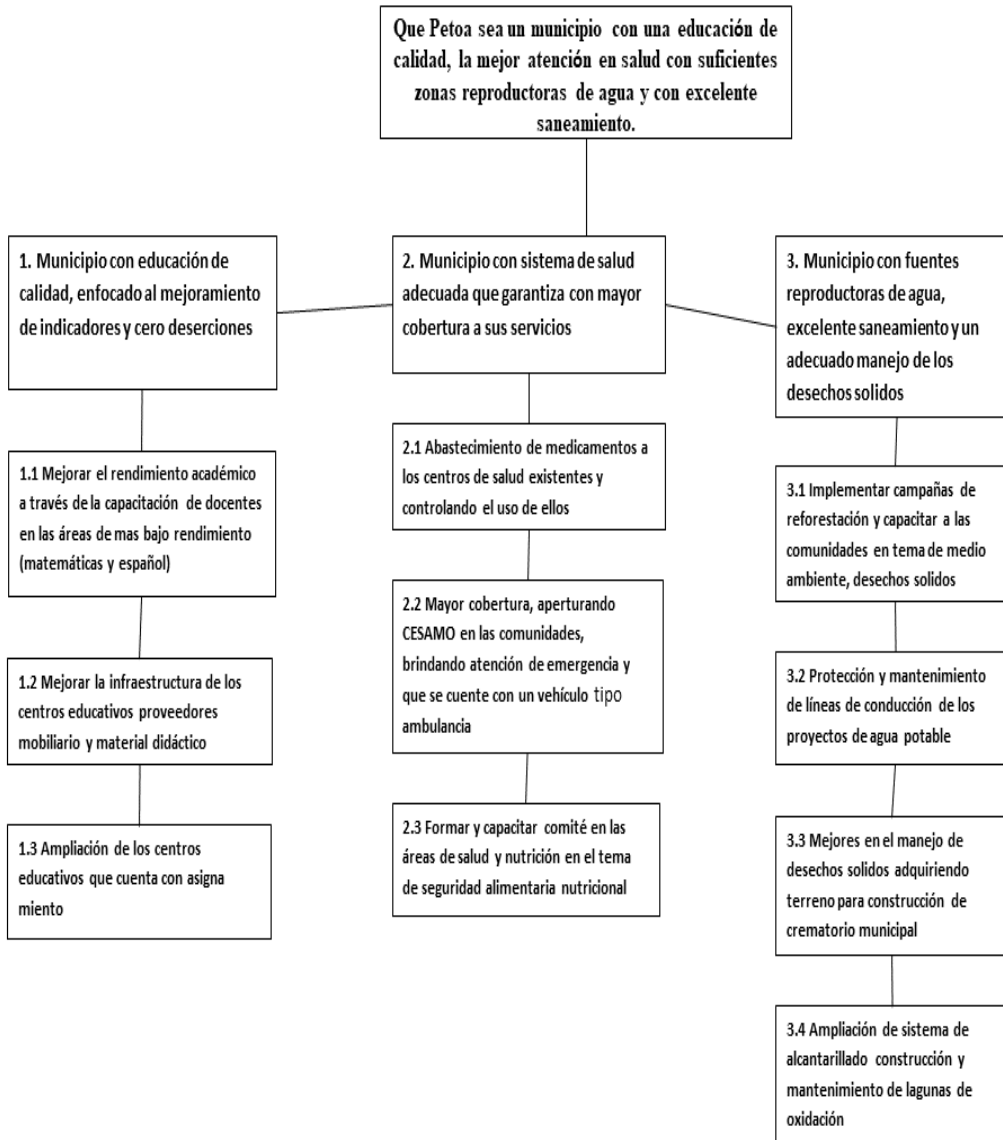 Que Petoa sea un municipio con una educación de
calidad, la mejor atención en salud con suficientes
zonas reproductoras de agua y con excelente
saneamiento.
1. Municipio con educación de
calidad, enfocado al mejoramiento
de indicadores y cero deserciones
1.1 Mejorar el rendimiento académico
a través de la capacitación de docentes
en las áreas de mas bajo rendimiento
(matemáticas y español)
1.2 Mejorar la infraestructura de los
centros educativos proveedores
mobiliario y material didáctico
1.3 Ampliación de los centros
educativos que cuenta con asigna
miento
2. Municipio con sistema de salud
adecuada que garantiza con mayor
cobertura a sus servicios
2.1 Abastecimiento de medicamentos a
los centros de salud existentes y
controlando el uso de ellos
2.2 Mayor cobertura, aperturando
CESAMO en las comunidades,
brindando atención de emergencia y
que se cuente con un vehículo tipo
ambulancia
2.3 Formar y capacitar comité en las
áreas de salud y nutrición en el tema
de seguridad alimentaria nutricional
3. Municipio con fuentes
reproductoras de agua,
excelente saneamiento y un
adecuado manejo de los
desechos solidos
3.1 Implementar campañas de
reforestación y capacitar a las
comunidades en tema de medio
ambiente, desechos solidos
3.2 Protección y mantenimiento
de líneas de conducción de los
proyectos de agua potable
3.3 Mejores en el manejo de
desechos solidos adquiriendo
terreno para construcción de
crematorio municipal
3.4 Ampliación de sistema de
alcantarillado construcción y
mantenimiento de lagunas de
oxidación